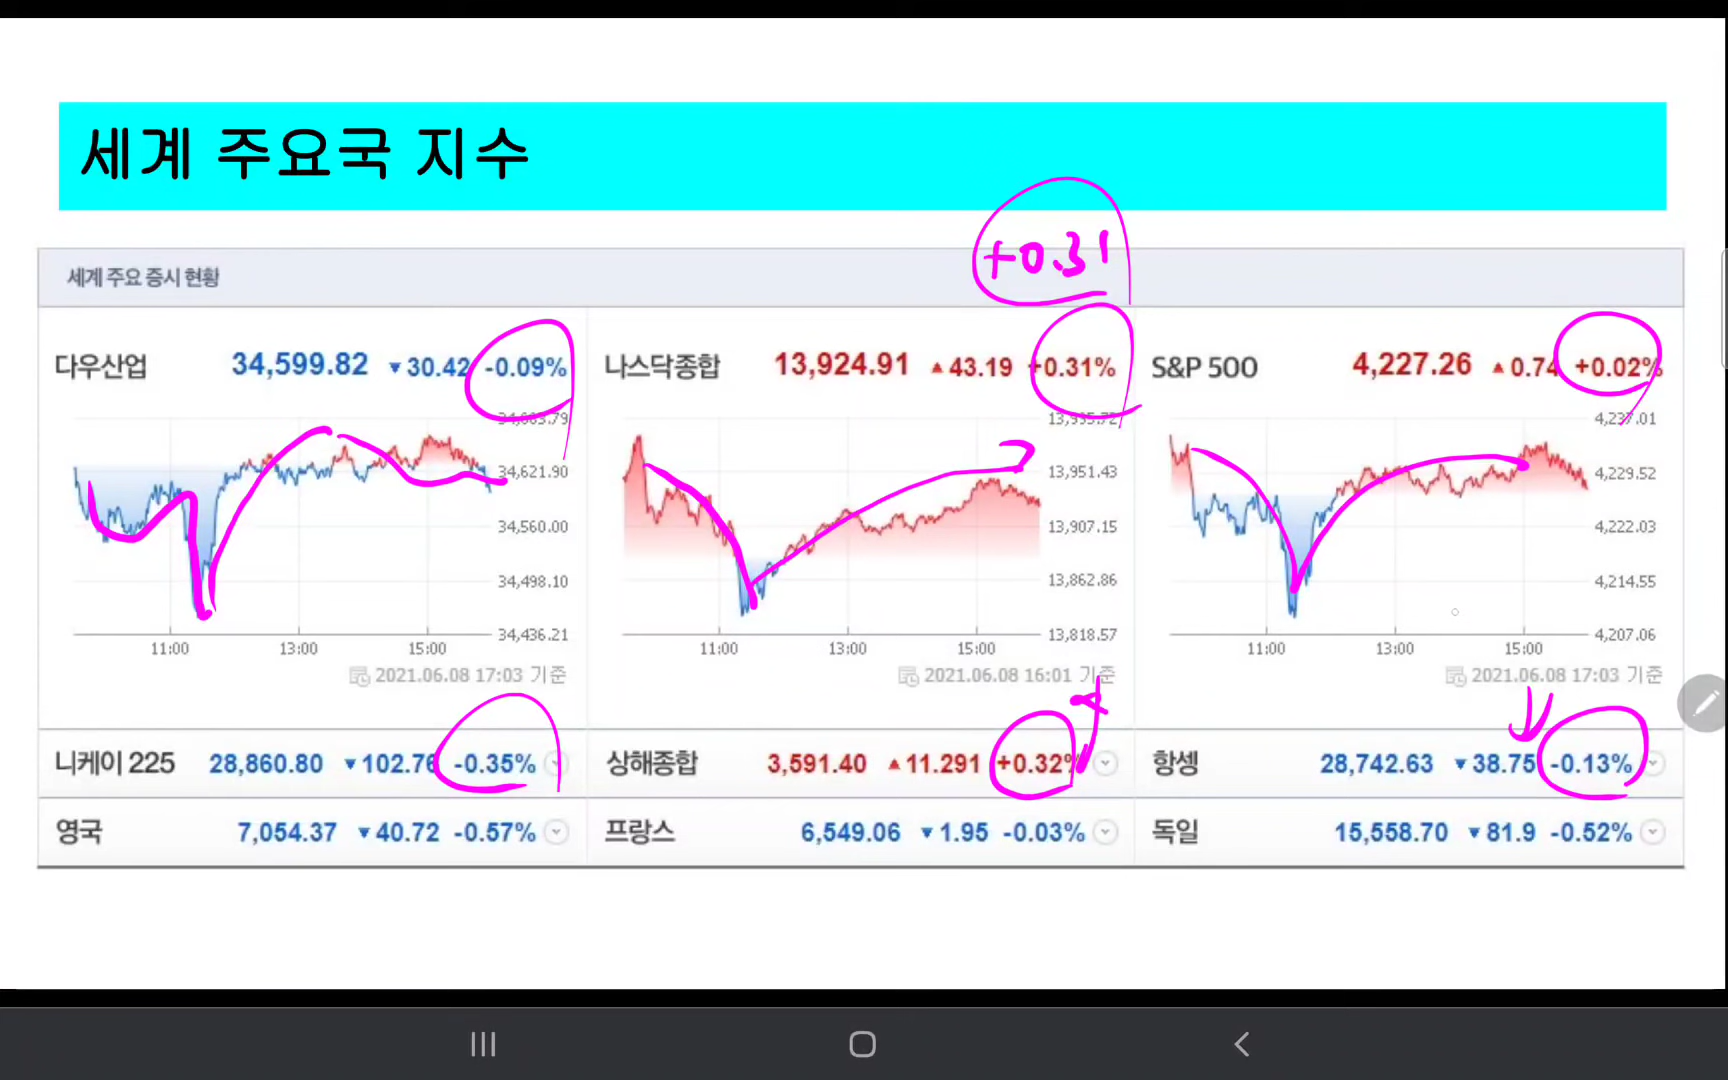 세계 주요국 지수
+0.31
세계 주요 증시 현황
다우산업 34,599.82 ▼30.42 -0.09%
34,621.90
34,560.00
34,498.10
34,436.21
11:00 13:00 15:00
2021.06.08 17:03 기준
나스닥종합 13,924.91 ▲43.19 +0.31%
13,951.43
13,907.15
13,862.86
13,818.57
11:00 13:00 15:00
2021.06.08 16:01 기준
S&P 500 4,227.26 ▲0.74 +0.02%
4,237.01
4,229.52
4,222.03
4,214.55
4,207.06
11:00 13:00 15:00
2021.06.08 17:03 기준
니케이 225 28,860.80 ▼102.76 -0.35%
상해종합 3,591.40 ▲11.291 +0.32%
항셍 28,742.63 ▼38.75 -0.13%
영국 7,054.37 ▼40.72 -0.57%
프랑스 6,549.06 ▼1.95 -0.03%
독일 15,558.70 ▼81.9 -0.52%